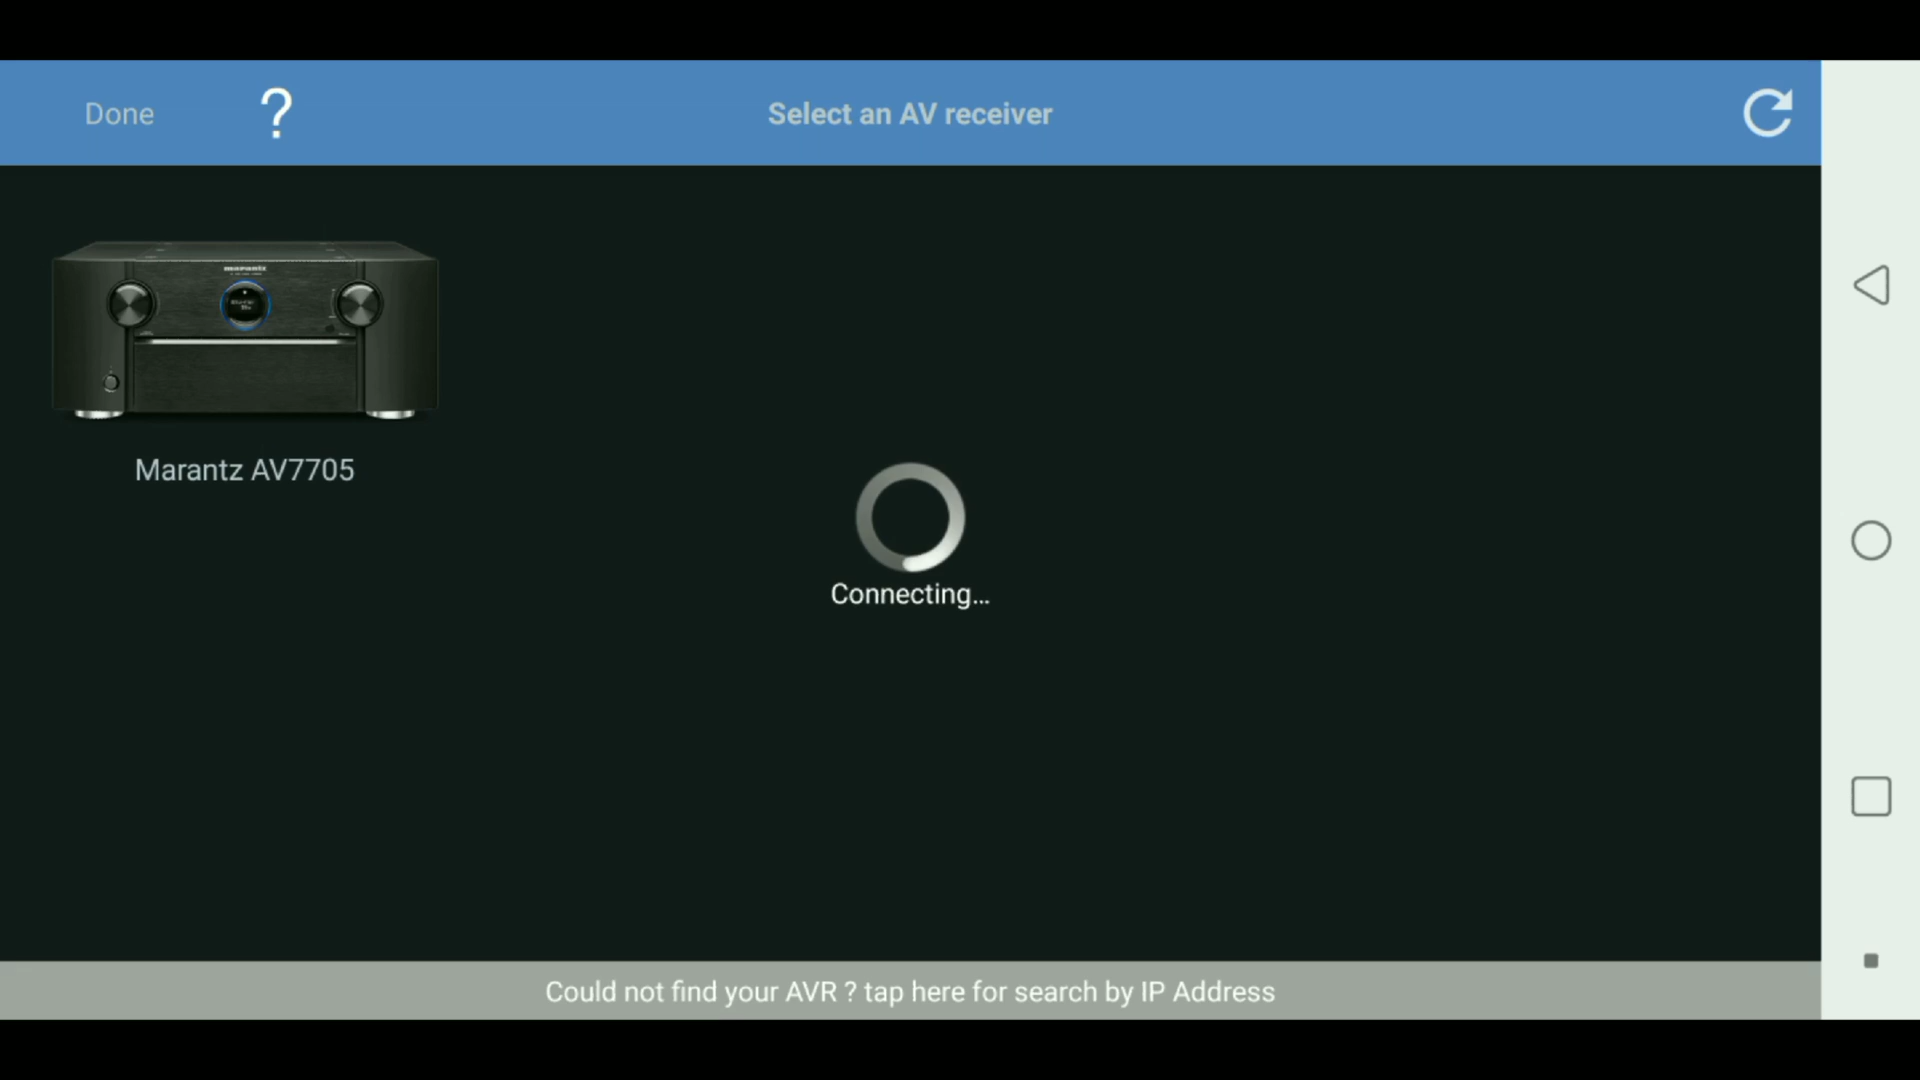 Done
?
Select an AV receiver
marantz
Marantz AV7705
Connecting...
Could not find your AVR ? tap here for search by IP Address